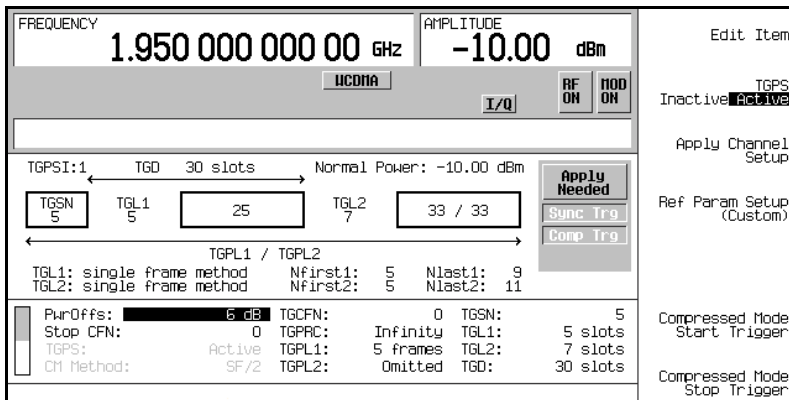 FREQUENCY
1.950 000 000 00 GHz
AMPLITUDE
-10.00 dBm
WCDMA
I/Q
RF ON
MOD ON
TGPSI:1
TGD 30 slots
Normal Power: -10.00 dBm
TGSN 5
TGL1 5
25
TGL2 7
33 / 33
Apply Needed
Sync Trg
Comp Trg
TGPL1 / TGPL2
TGL1: single frame method Nfirst1: 5 Nlast1: 9
TGL2: single frame method Nfirst2: 5 Nlast2: 11
PwrOffs: 6 dB TGCFN: 0 TGSN: 5
Stop CFN: 0 TGPRC: Infinity TGL1: 5 slots
TGPS: Active TGPL1: 5 frames TGL2: 7 slots
CM Method: SF/2 TGPL2: Omitted TGD: 30 slots
Edit Item
TGPS
Inactive Active
Apply Channel
Setup
Ref Param Setup
(Custom)
Compressed Mode
Start Trigger
Compressed Mode
Stop Trigger